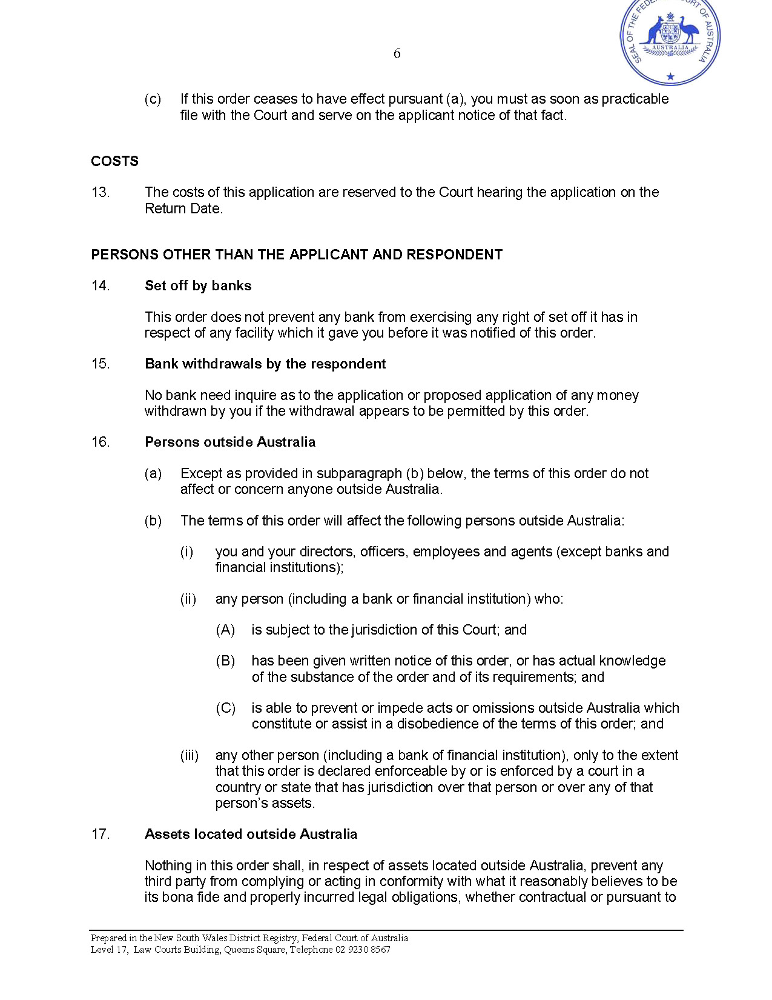 SEAL OF THE FEDERAL COURT OF AUSTRALIA
AUSTRALIA
6
(c) If this order ceases to have effect pursuant (a), you must as soon as practicable
file with the Court and serve on the applicant notice of that fact.
COSTS
13. The costs of this application are reserved to the Court hearing the application on the
Return Date.
PERSONS OTHER THAN THE APPLICANT AND RESPONDENT
14. Set off by banks
This order does not prevent any bank from exercising any right of set off it has in
respect of any facility which it gave you before it was notified of this order.
15. Bank withdrawals by the respondent
No bank need inquire as to the application or proposed application of any money
withdrawn by you if the withdrawal appears to be permitted by this order.
16. Persons outside Australia
(a) Except as provided in subparagraph (b) below, the terms of this order do not
affect or concern anyone outside Australia.
(b) The terms of this order will affect the following persons outside Australia:
(i) you and your directors, officers, employees and agents (except banks and
financial institutions);
(ii) any person (including a bank or financial institution) who:
(A) is subject to the jurisdiction of this Court; and
(B) has been given written notice of this order, or has actual knowledge
of the substance of the order and of its requirements; and
(C) is able to prevent or impede acts or omissions outside Australia which
constitute or assist in a disobedience of the terms of this order; and
(iii) any other person (including a bank of financial institution), only to the extent
that this order is declared enforceable by or is enforced by a court in a
country or state that has jurisdiction over that person or over any of that
person's assets.
17. Assets located outside Australia
Nothing in this order shall, in respect of assets located outside Australia, prevent any
third party from complying or acting in conformity with what it reasonably believes to be
its bona fide and properly incurred legal obligations, whether contractual or pursuant to
Prepared in the New South Wales District Registry, Federal Court of Australia
Level 17, Law Courts Building, Queens Square, Telephone 02 9230 8567